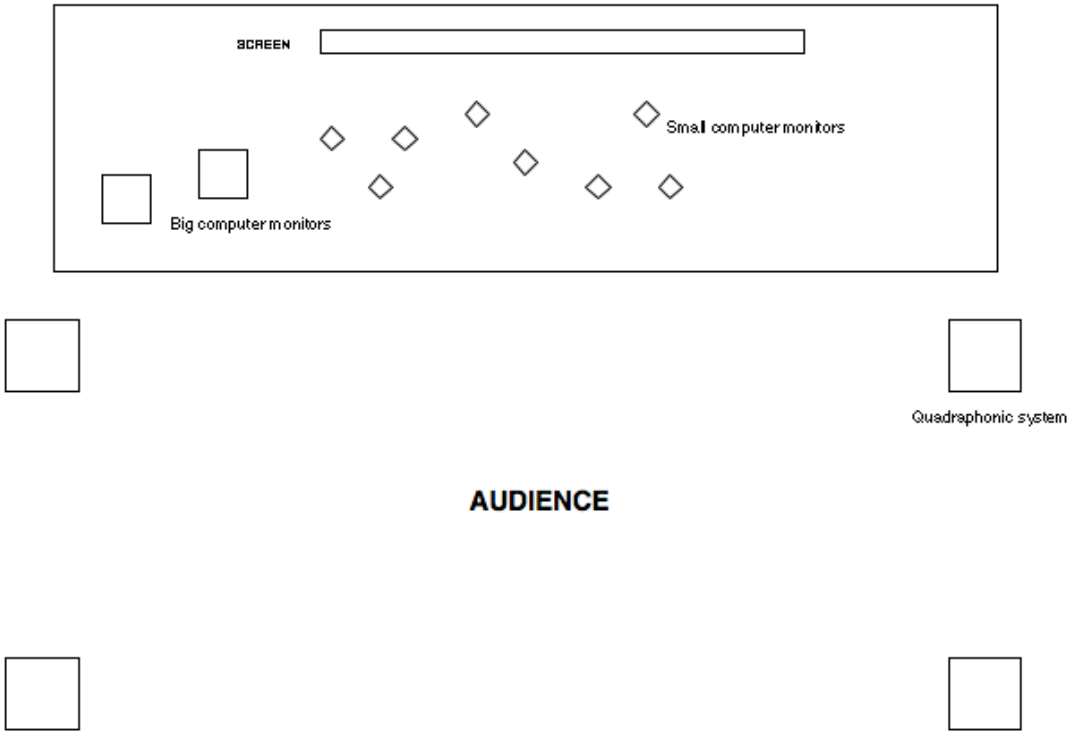 SCREEN
Small computer monitors
Big computer monitors
Quadraphonic system
AUDIENCE